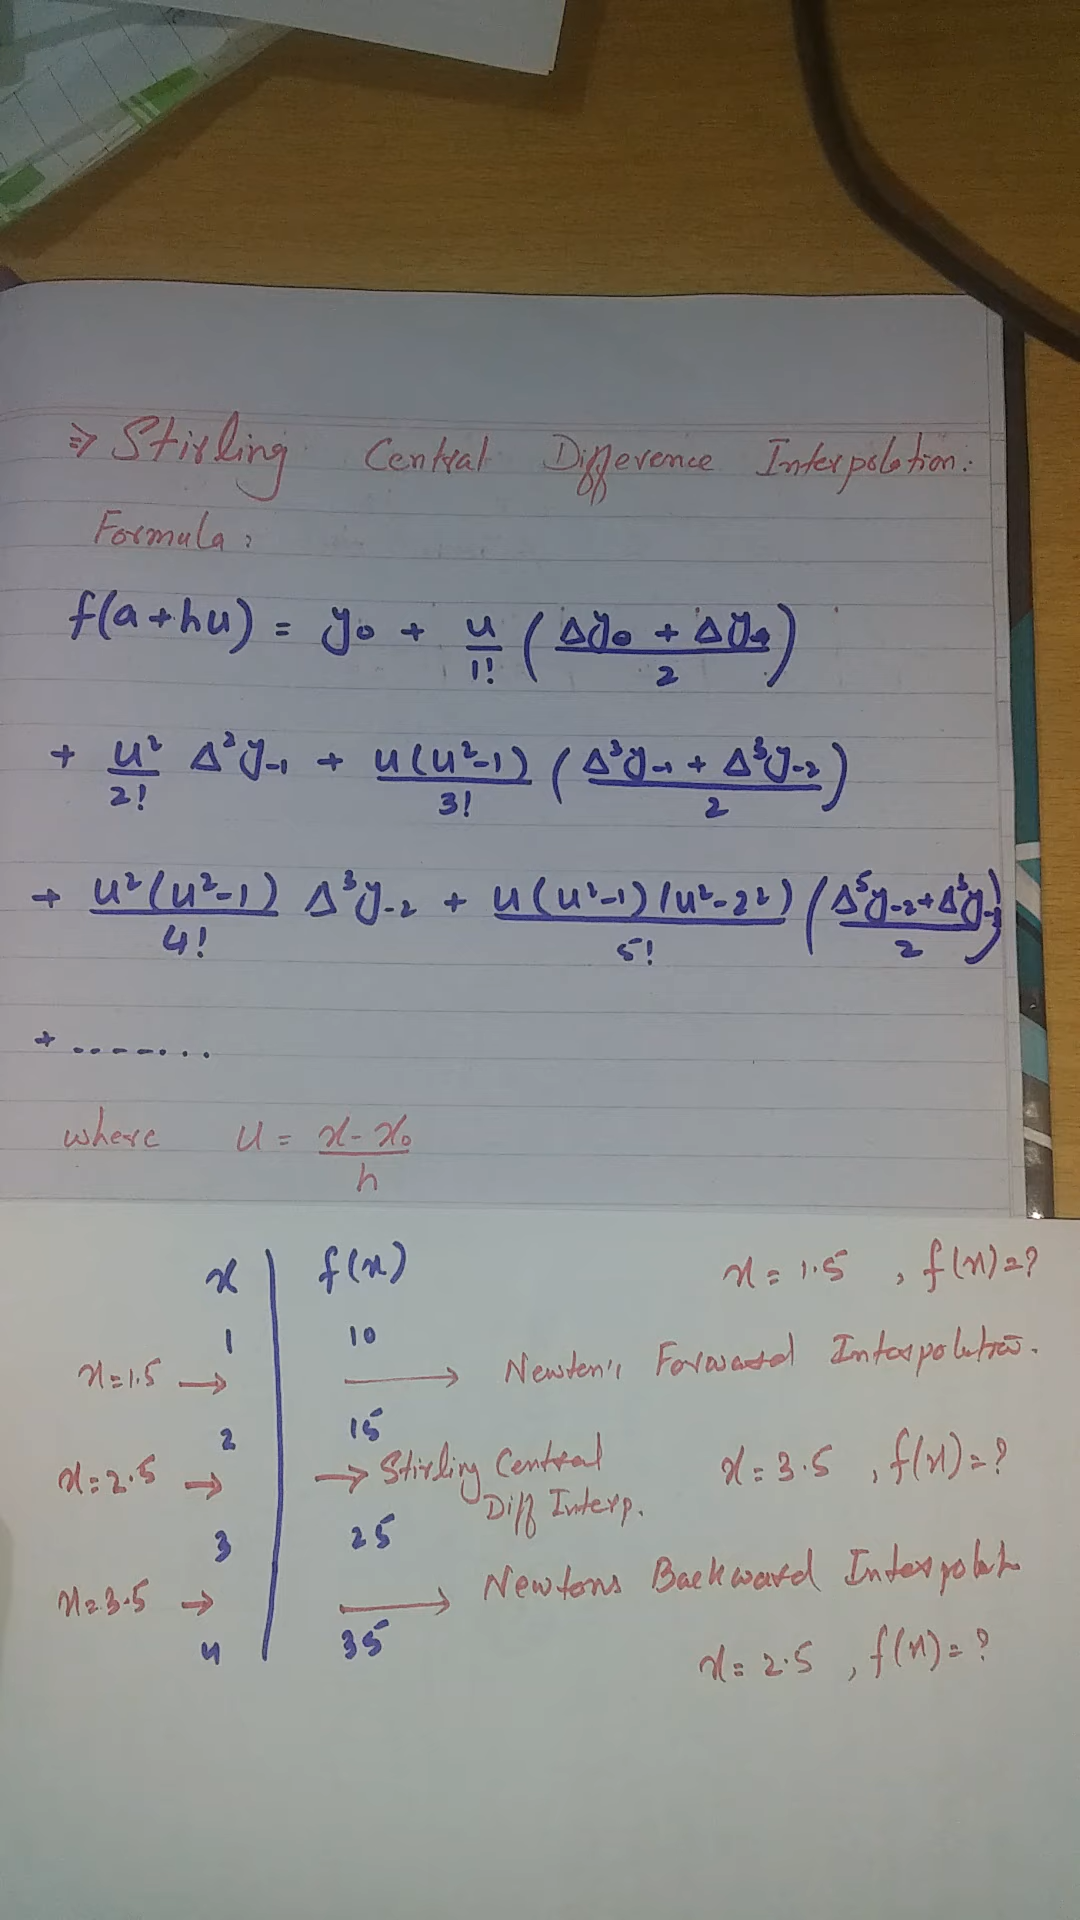 ⇒ Stirling Central Difference Interpolation:
Formula:
f(a+hu) = y₀ + u/1! (Δy₀ + Δy₋₁ / 2)
+ u²/2! Δ²y₋₁ + u(u²-1)/3! (Δ³y₋₁ + Δ³y₋₂ / 2)
+ u²(u²-1)/4! Δ³y₋₂ + u(u²-1)(u²-2²)/5! (Δ⁵y₋₂ + Δ⁵y₋₃ / 2)
+ .......
where u = x-x₀ / h
x | f(x)
x=1.5 , f(x)=?
1 10
x=1.5 → → Newton's Forward Interpolation.
2 15
x=2.5 → → Stirling Central
Diff Interp.
x=3.5 , f(x)=?
3 25
x=3.5 → → Newtons Backward Interpolat
4 35
x=2.5 , f(x)=?